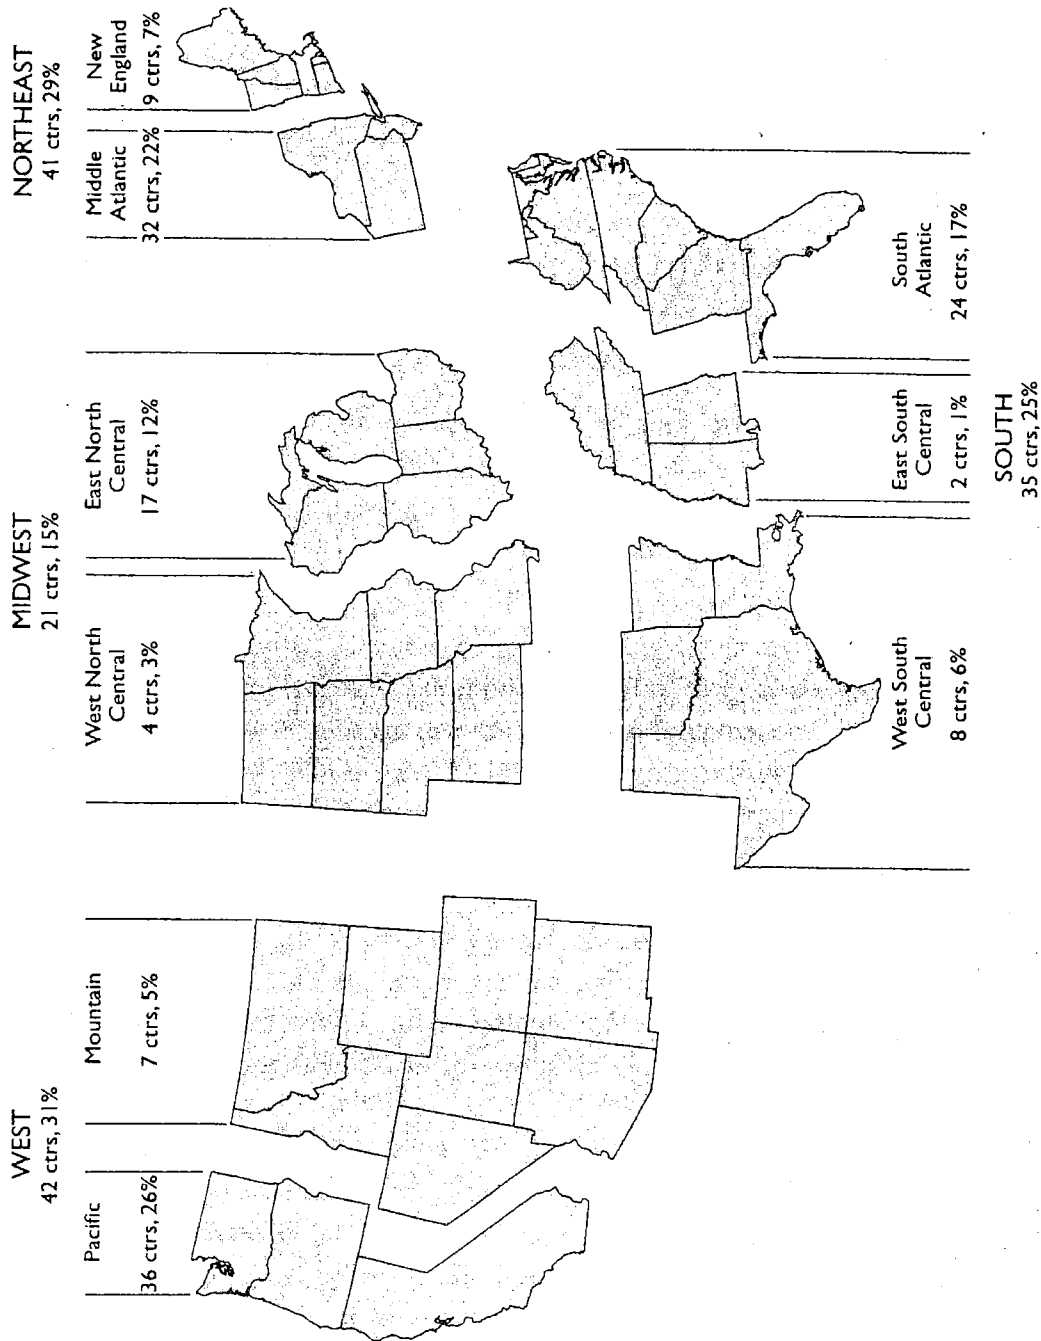 WEST
42 ctrs, 31%
Pacific
36 ctrs, 26%
Mountain
7 ctrs, 5%
MIDWEST
21 ctrs, 15%
West North
Central
4 ctrs, 3%
East North
Central
17 ctrs, 12%
NORTHEAST
41 ctrs, 29%
Middle
Atlantic
32 ctrs, 22%
New
England
9 ctrs, 7%
West South
Central
8 ctrs, 6%
East South
Central
2 ctrs, 1%
South
Atlantic
24 ctrs, 17%
SOUTH
35 ctrs, 25%